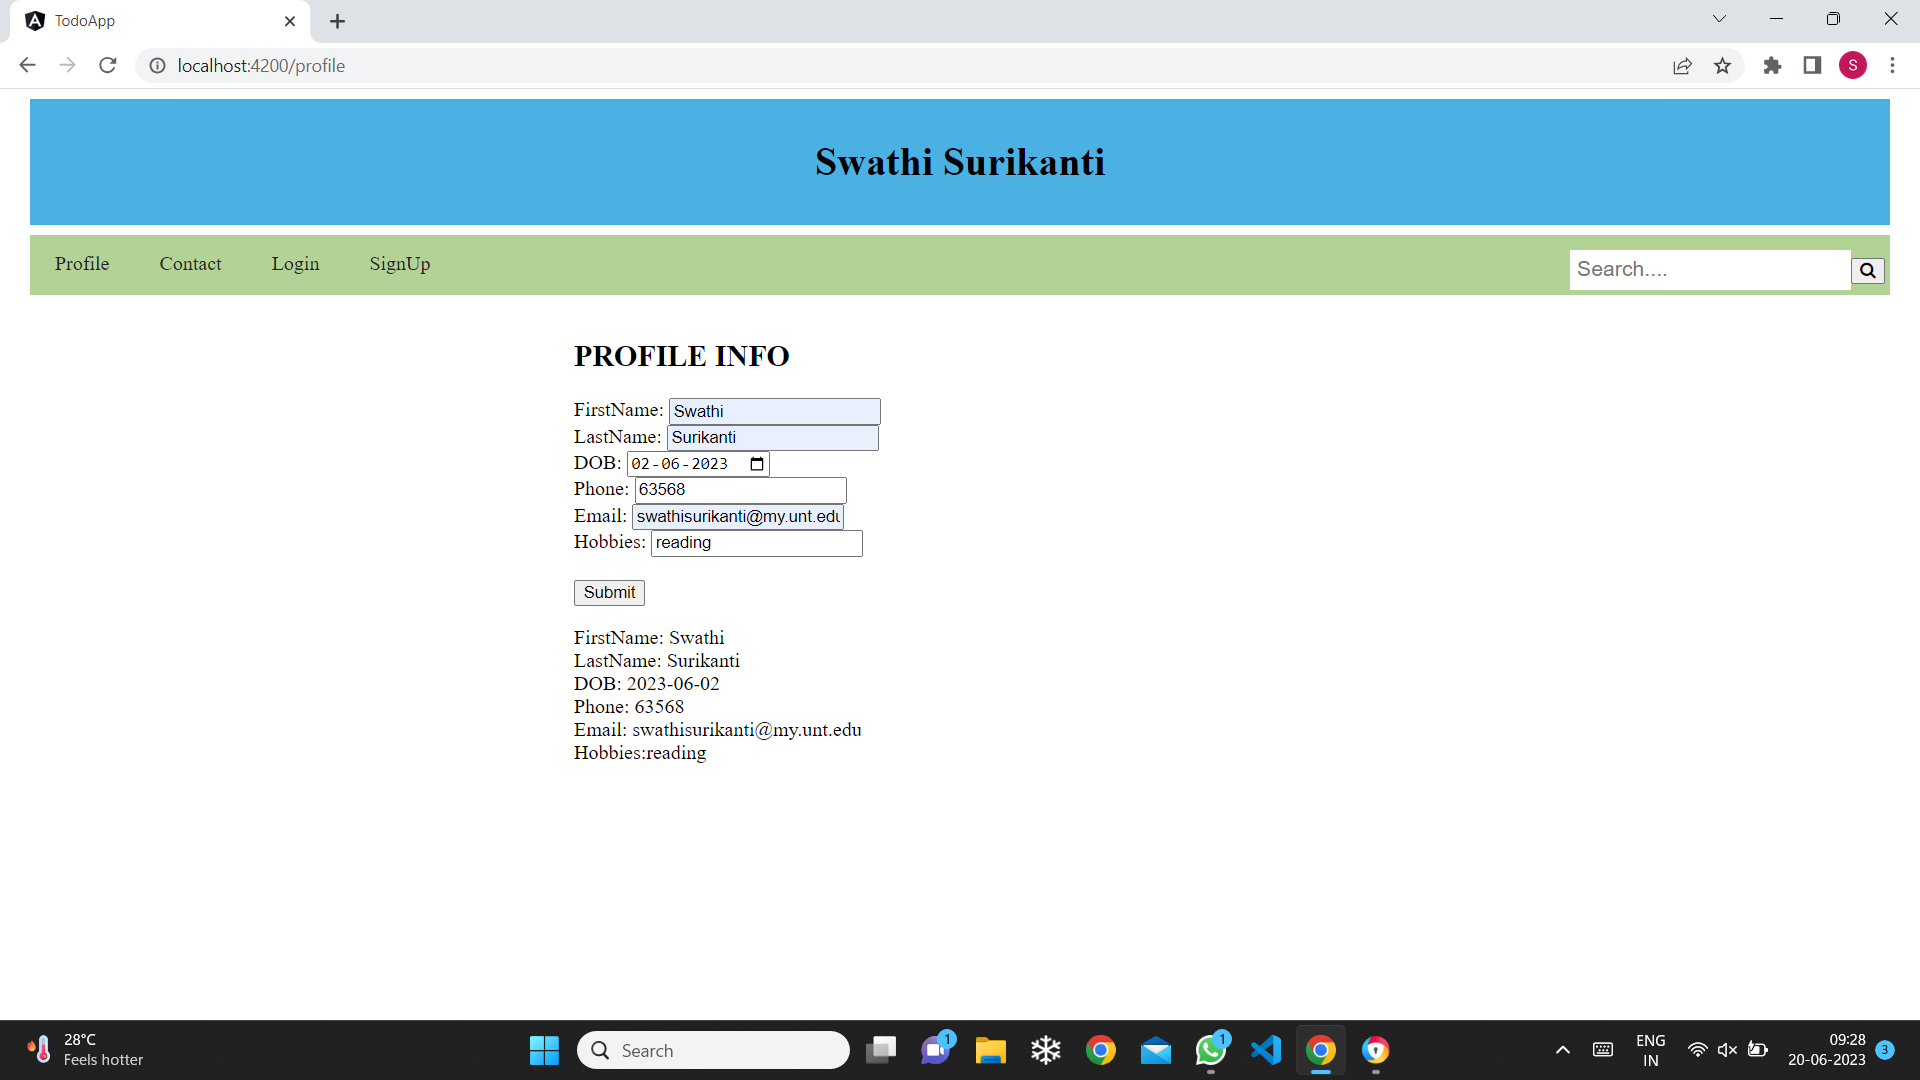 TodoApp
localhost:4200/profile
S
Swathi Surikanti
Profile Contact Login SignUp Search....
PROFILE INFO
FirstName: Swathi
LastName: Surikanti
DOB: 02-06-2023
Phone: 63568
Email: swathisurikanti@my.unt.edu
Hobbies: reading
Submit
FirstName: Swathi
LastName: Surikanti
DOB: 2023-06-02
Phone: 63568
Email: swathisurikanti@my.unt.edu
Hobbies:reading
28°C
Feels hotter
Search
1
1
ENG
IN
09:28
20-06-2023
3